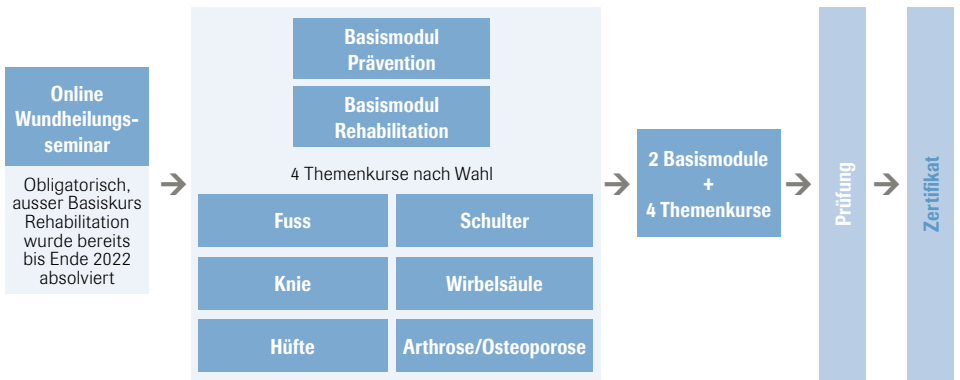 Online
Wundheilungs-
seminar
Obligatorisch,
ausser Basiskurs
Rehabilitation
wurde bereits
bis Ende 2022
absolviert
Basismodul
Prävention
Basismodul
Rehabilitation
4 Themenkurse nach Wahl
Fuss
Schulter
Knie
Wirbelsäule
Hüfte
Arthrose/Osteoporose
2 Basismodule
+
4 Themenkurse
Prüfung
Zertifikat